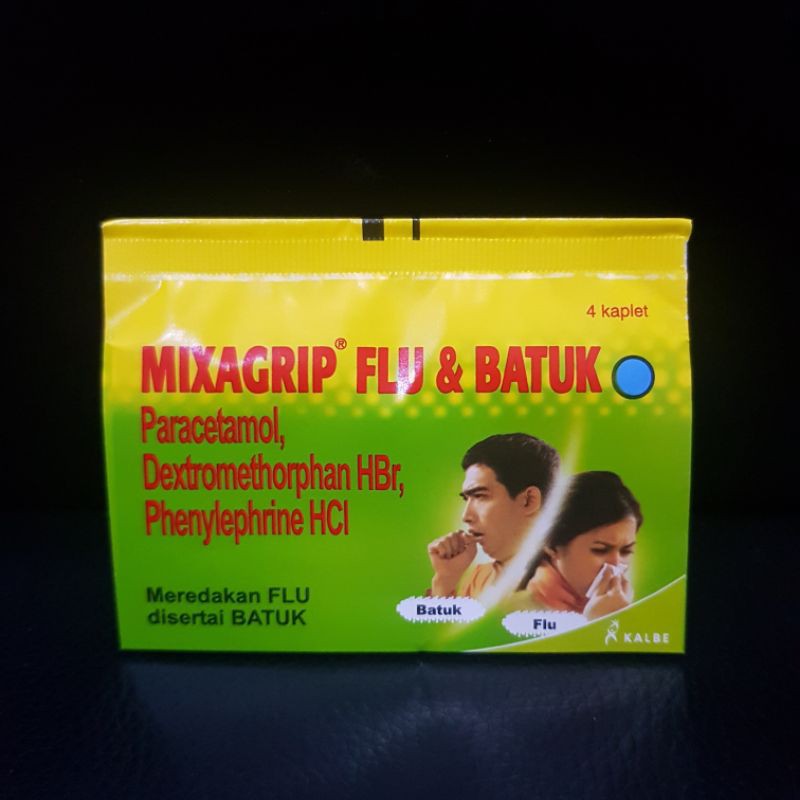 4 kaplet
MIXAGRIP® FLU & BATUK
Paracetamol,
Dextromethorphan HBr,
Phenylephrine HCl
Meredakan FLU
disertai BATUK
Batuk
Flu
KALBE